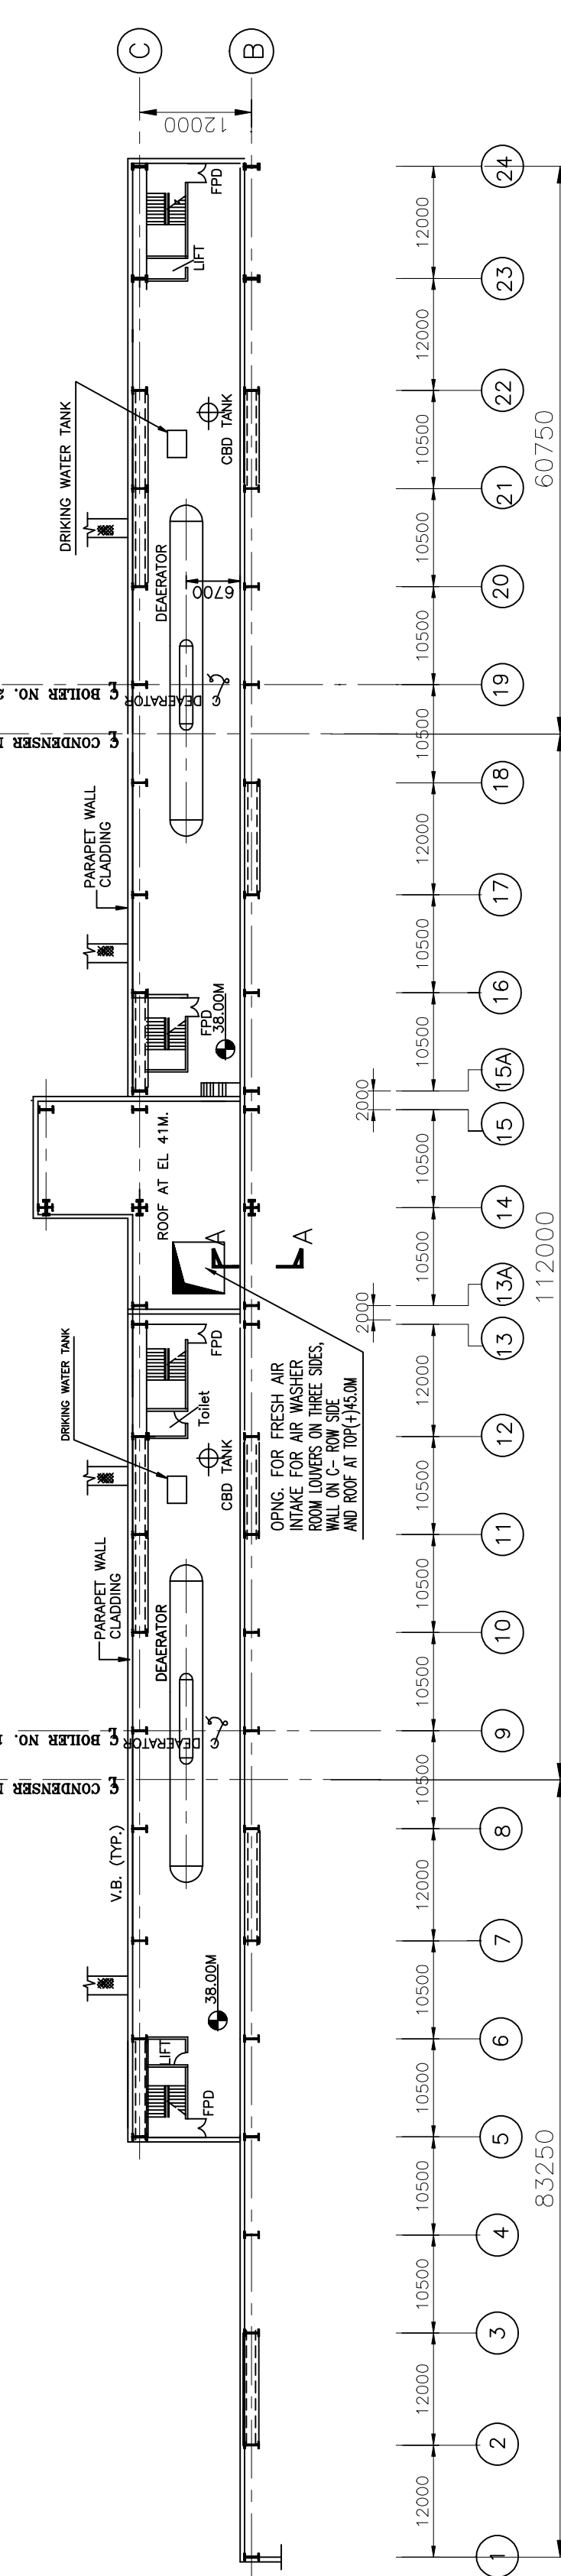 C
B
12000
FPD
LIFT
DRIKING WATER TANK
CBD TANK
DEAERATOR
6700
℄ BOILER NO. 2
℄ DEAERATOR
℄ CONDENSER
PARAPET WALL
CLADDING
FPD
38.00M
ROOF AT EL 41M.
A
A
OPNG. FOR FRESH AIR
INTAKE FOR AIR WASHER
ROOM LOUVERS ON THREE SIDES,
WALL ON C- ROW SIDE
AND ROOF AT TOP(+)45.0M
FPD
Toilet
DRIKING WATER TANK
CBD TANK
PARAPET WALL
CLADDING
DEAERATOR
℄ BOILER NO. 1
℄ DEAERATOR
℄ CONDENSER
V.B. (TYP.)
38.00M
LIFT
FPD
12000
12000
10500
10500
10500
10500
10500
12000
10500
10500
2000
10500
10500
2000
12000
10500
10500
10500
10500
10500
12000
10500
10500
10500
10500
12000
12000
24
23
22
21
20
19
18
17
16
15A
15
14
13A
13
12
11
10
9
8
7
6
5
4
3
2
1
60750
112000
83250